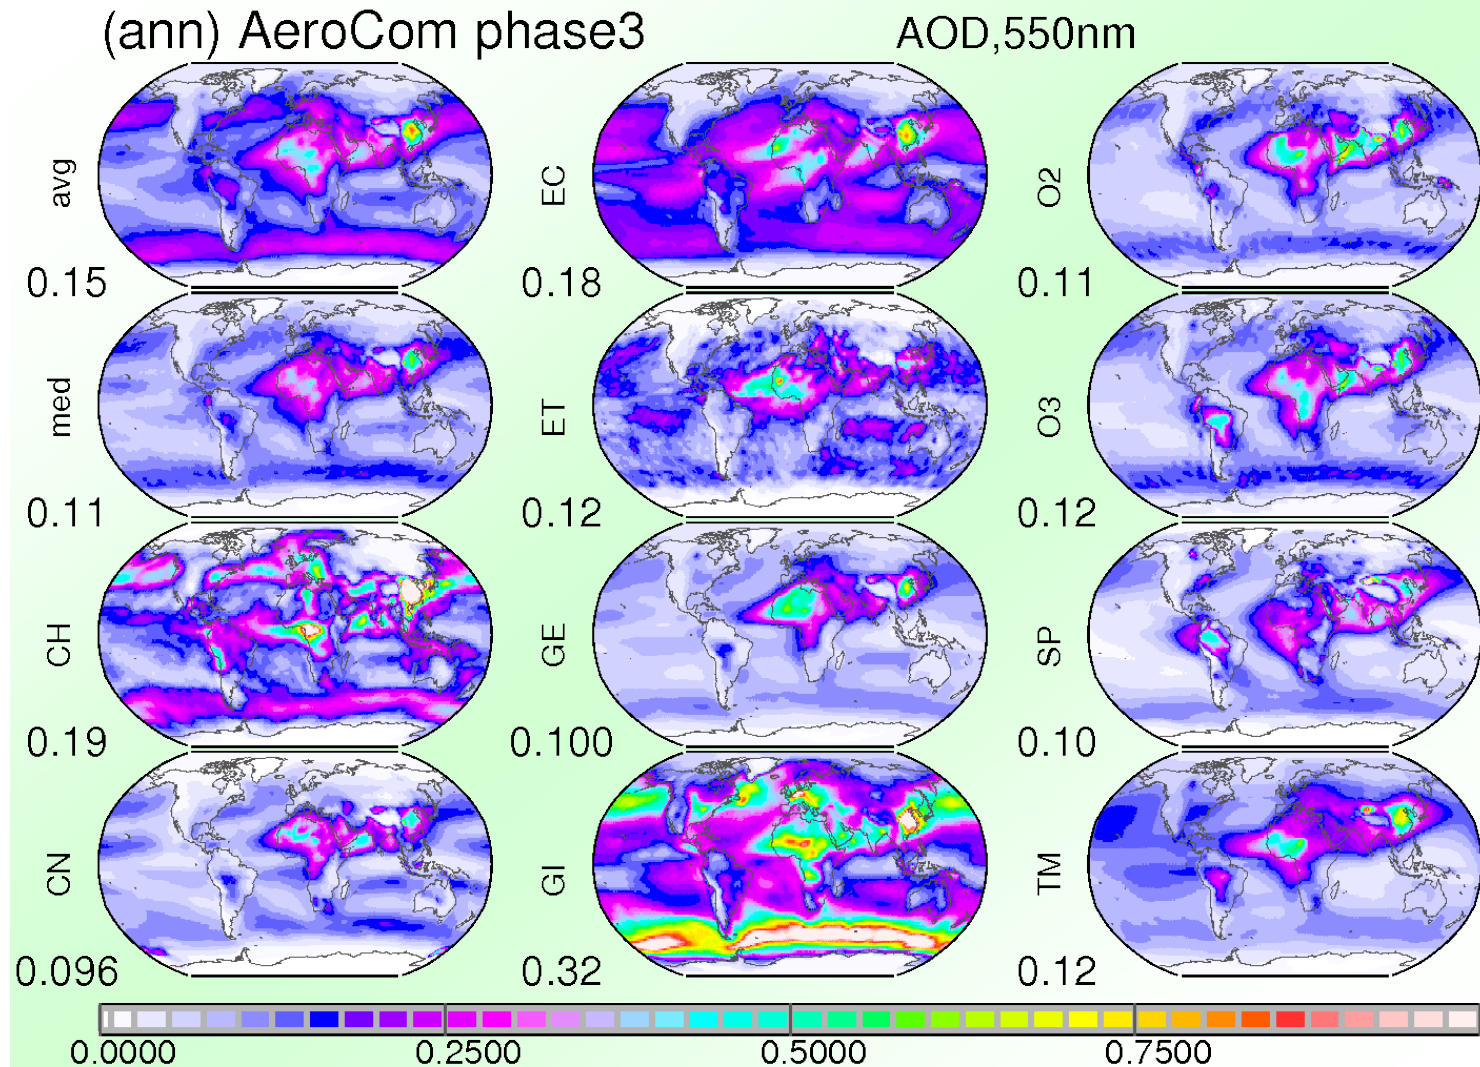 (ann) AeroCom phase3 AOD,550nm
avg EC O2
0.15 0.18 0.11
med ET O3
0.11 0.12 0.12
CH GE SP
0.19 0.100 0.10
CN GI TM
0.096 0.32 0.12
0.0000 0.2500 0.5000 0.7500